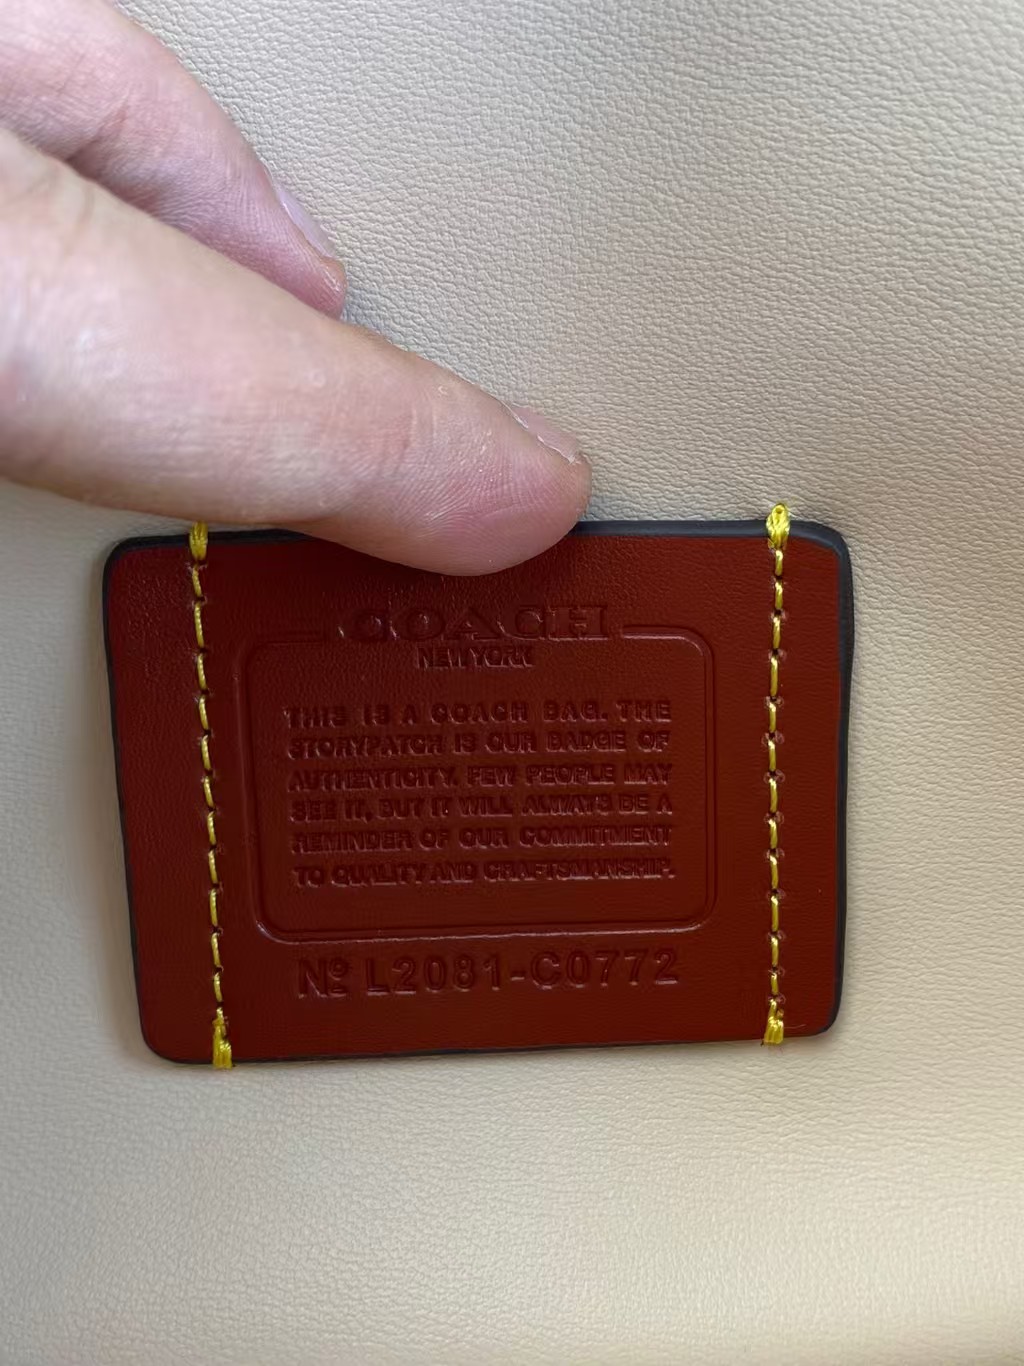 COACH
NEW YORK
THIS IS A COACH BAG. THE
STORYPATCH IS OUR BADGE OF
AUTHENTICITY. FEW PEOPLE MAY
SEE IT, BUT IT WILL ALWAYS BE A
REMINDER OF OUR COMMITMENT
TO QUALITY AND CRAFTSMANSHIP.
Nº L2081-C0772